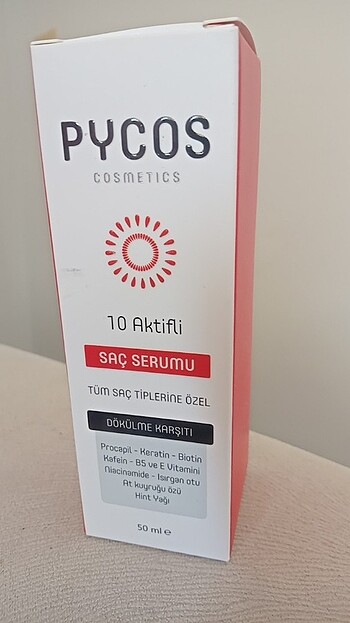 PYCOS
COSMETICS
10 Aktifli
SAÇ SERUMU
TÜM SAÇ TİPLERİNE ÖZEL
DÖKÜLME KARŞITI
Procapil - Keratin - Biotin
Kafein - B5 ve E Vitamini
Niacinamide - Isırgan otu
At kuyruğu özü
Hint Yağı
50 ml ℮